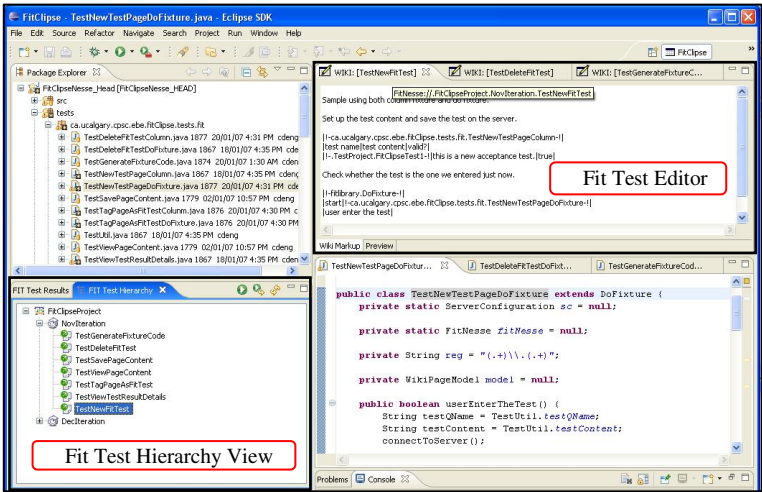 FitClipse - TestNewTestPageDoFixture.java - Eclipse SDK
File Edit Source Refactor Navigate Search Project Run Window Help
FitClipse
Package Explorer
FitClipseNesse_Head [FitClipseNesse_HEAD]
src
tests
ca.ucalgary.cpsc.ebe.fitClipse.tests.fit
TestDeleteFitTestColumn.java 1877 20/01/07 4:31 PM cdeng
TestDeleteFitTestDoFixture.java 1867 18/01/07 4:35 PM cden
TestGenerateFixtureCode.java 1874 20/01/07 1:30 AM cden
TestNewTestPageColumn.java 1867 18/01/07 4:35 PM cden
TestNewTestPageDoFixture.java 1877 20/01/07 4:31 PM cde
TestSavePageContent.java 1779 02/01/07 10:57 PM cdeng
TestTagPageAsFitTestColumn.java 1876 20/01/07 4:30 PM c
TestTagPageAsFitTestDoFixture.java 1876 20/01/07 4:30 PM
TestUtil.java 1867 18/01/07 4:35 PM cdeng
TestViewPageContent.java 1779 02/01/07 10:57 PM cdeng
TestViewTestResultDetails.java 1867 18/01/07 4:35 PM cden
WIKI: [TestNewFitTest] WIKI: [TestDeleteFitTest] WIKI: [TestGenerateFixtureC...
FitNesse://.FitClipseProject.NovIteration.TestNewFitTest
Sample using both column fixture and do fixture.
Set up the test content and save the test on the server.
|!-ca.ucalgary.cpsc.ebe.fitClipse.tests.fit.TestNewTestPageColumn-!|
|test name|test content|valid?|
|!-.TestProject.FitClipseTest1-!|this is a new acceptance test.|true|
Check whether the test is the one we entered just now.
|!-fitlibrary.DoFixture-!|
|start|!-ca.ucalgary.cpsc.ebe.fitClipse.tests.fit.TestNewTestPageDoFixture-!|
|user enter the test|
Fit Test Editor
Wiki Markup Preview
FIT Test Results FIT Test Hierarchy
FitClipseProject
NovIteration
TestGenerateFixtureCode
TestDeleteFitTest
TestSavePageContent
TestViewPageContent
TestTagPageAsFitTest
TestViewTestResultDetails
TestNewFitTest
DecIteration
Fit Test Hierarchy View
TestNewTestPageDoFixtur... TestDeleteFitTestDoFixt... TestGenerateFixtureCod...
public class TestNewTestPageDoFixture extends DoFixture {
private static ServerConfiguration sc = null;
private static FitNesse fitNesse = null;
private String reg = "(.+)\\.(.+)";
private WikiPageModel model = null;
public boolean userEnterTheTest() {
String testQName = TestUtil.testQName;
String testContent = TestUtil.testContent;
connectToServer();
Problems Console